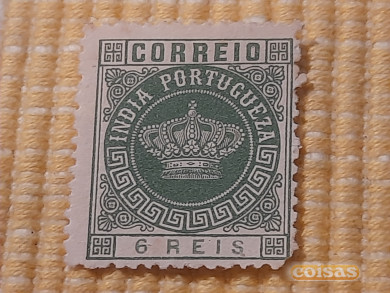 CORREIO
INDIA PORTUGUEZA
6 REIS
coisas